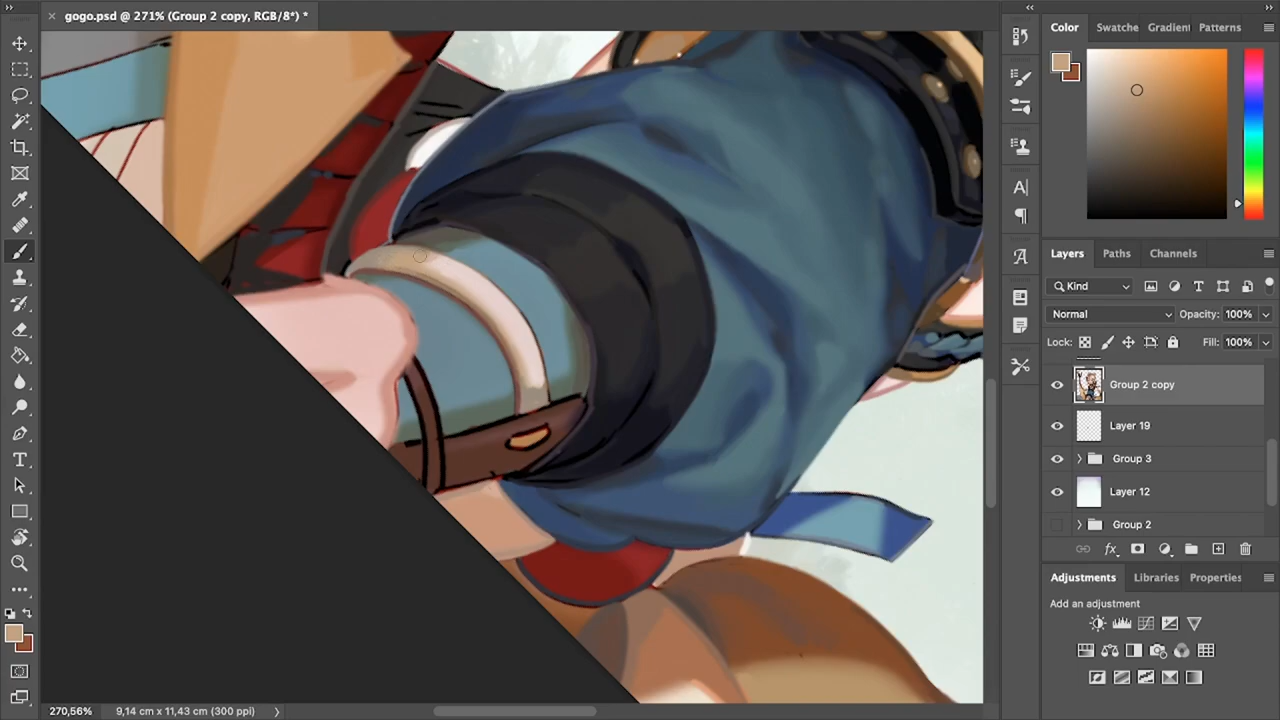 gogo.psd @ 271% (Group 2 copy, RGB/8*) *
Color
Swatche
Gradient
Patterns
Layers
Paths
Channels
Kind
Normal
Opacity: 100%
Lock:
Fill: 100%
Group 2 copy
Layer 19
Group 3
Layer 12
Group 2
fx
Adjustments
Libraries
Properties
Add an adjustment
270,56%
9,14 cm x 11,43 cm (300 ppi)